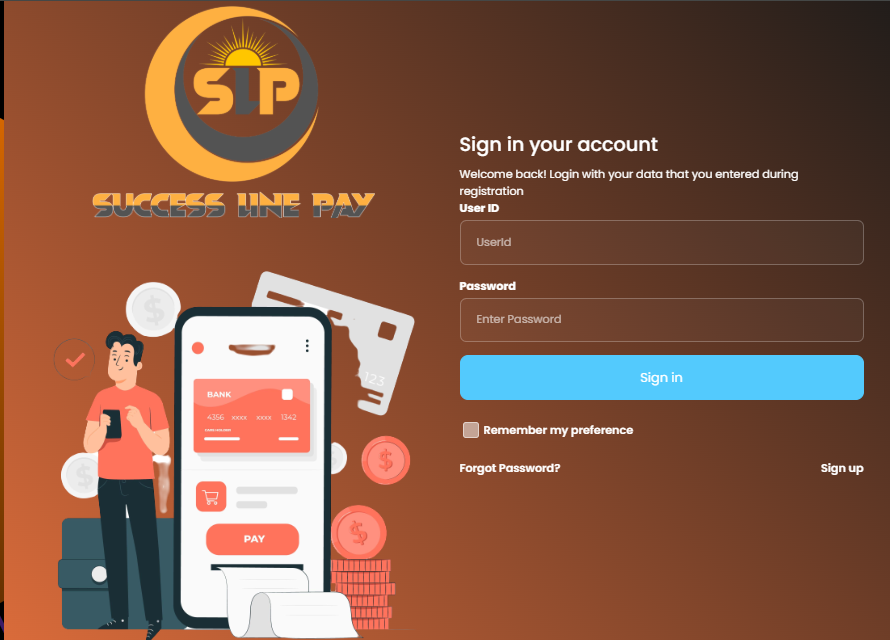 SLP
SUCCESS LINE PAY
Sign in your account
Welcome back! Login with your data that you entered during
registration
User ID
UserId
Password
Enter Password
Sign in
Remember my preference
Forgot Password?
Sign up
BANK
4356 xxxx xxxx 1342
123
PAY